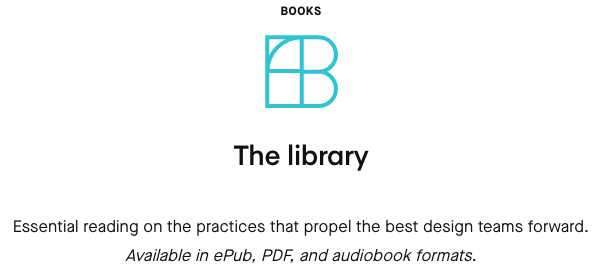 BOOKS
The library
Essential reading on the practices that propel the best design teams forward.
Available in ePub, PDF, and audiobook formats.